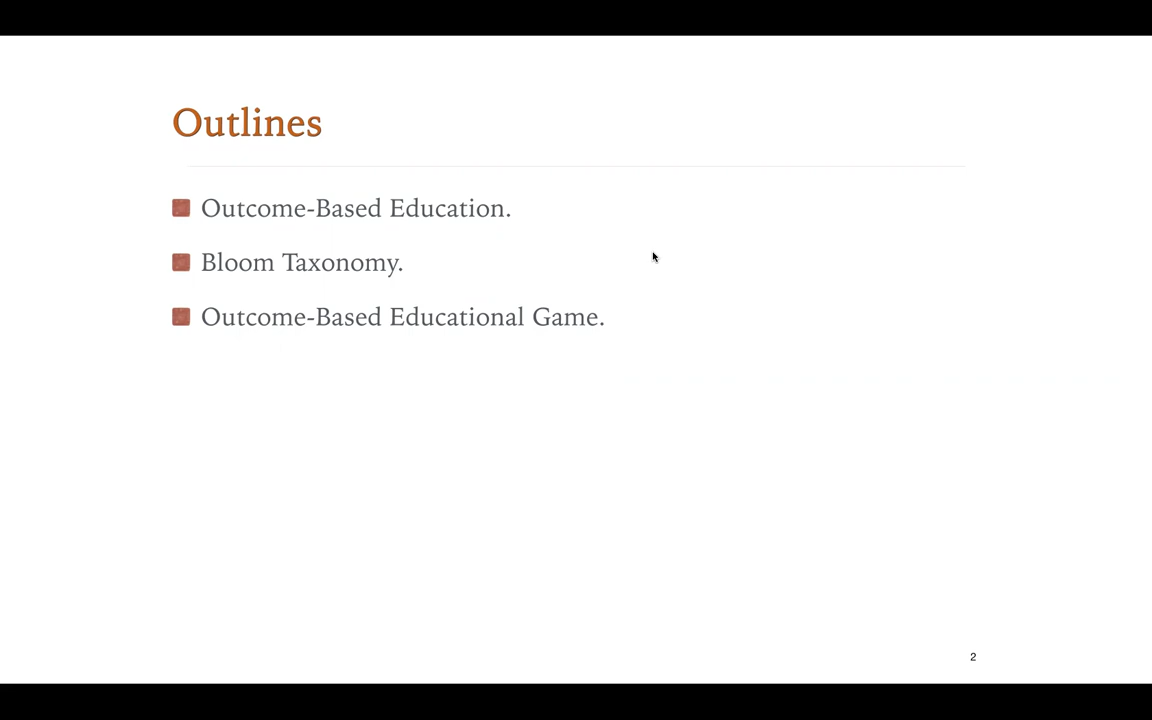 Outlines
Outcome-Based Education.
Bloom Taxonomy.
Outcome-Based Educational Game.
2